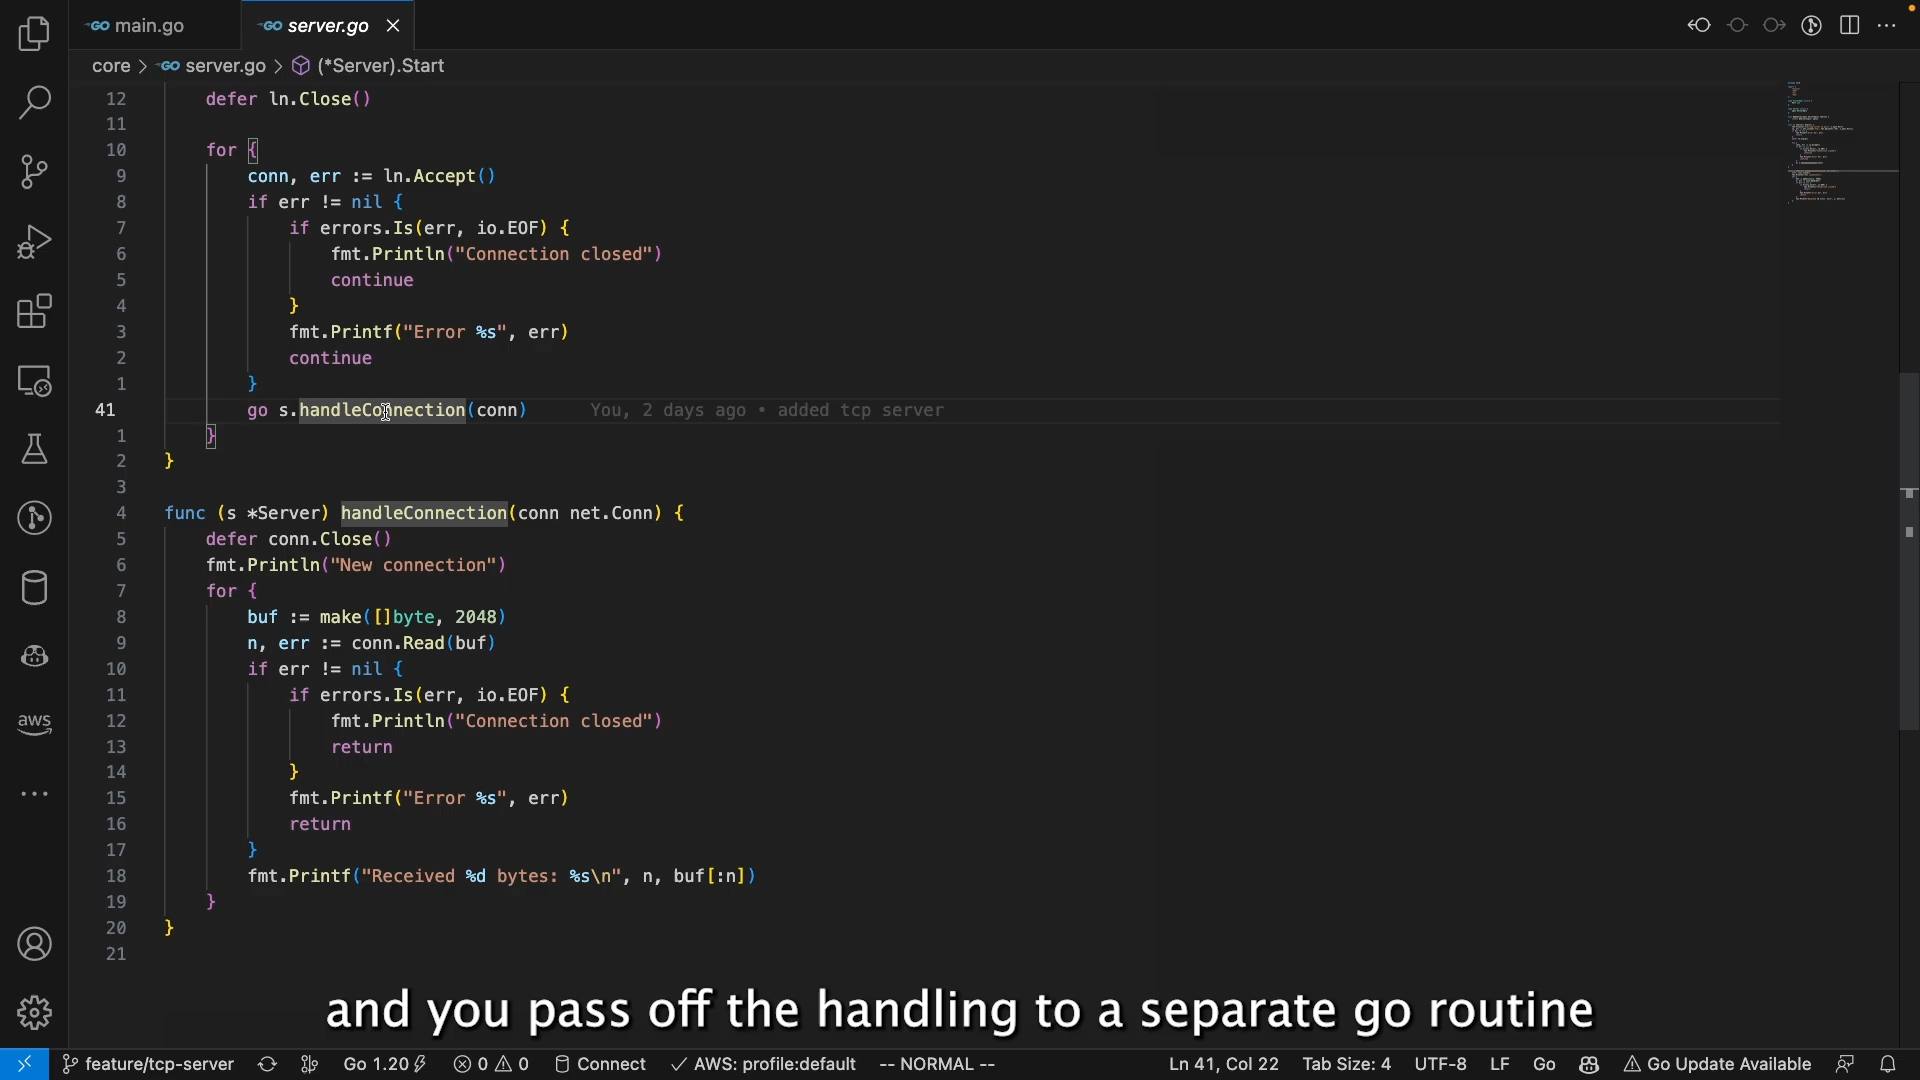 main.go
server.go
core > server.go > (*Server).Start
12 defer ln.Close()
11
10 for {
9 conn, err := ln.Accept()
8 if err != nil {
7 if errors.Is(err, io.EOF) {
6 fmt.Println("Connection closed")
5 continue
4 }
3 fmt.Printf("Error %s", err)
2 continue
1 }
41 go s.handleConnection(conn) You, 2 days ago • added tcp server
1 }
2 }
3
4 func (s *Server) handleConnection(conn net.Conn) {
5 defer conn.Close()
6 fmt.Println("New connection")
7 for {
8 buf := make([]byte, 2048)
9 n, err := conn.Read(buf)
10 if err != nil {
11 if errors.Is(err, io.EOF) {
12 fmt.Println("Connection closed")
13 return
14 }
15 fmt.Printf("Error %s", err)
16 return
17 }
18 fmt.Printf("Received %d bytes: %s\n", n, buf[:n])
19 }
20 }
21
aws
and you pass off the handling to a separate go routine
feature/tcp-server Go 1.20 0 0 Connect AWS: profile:default -- NORMAL -- Ln 41, Col 22 Tab Size: 4 UTF-8 LF Go Go Update Available